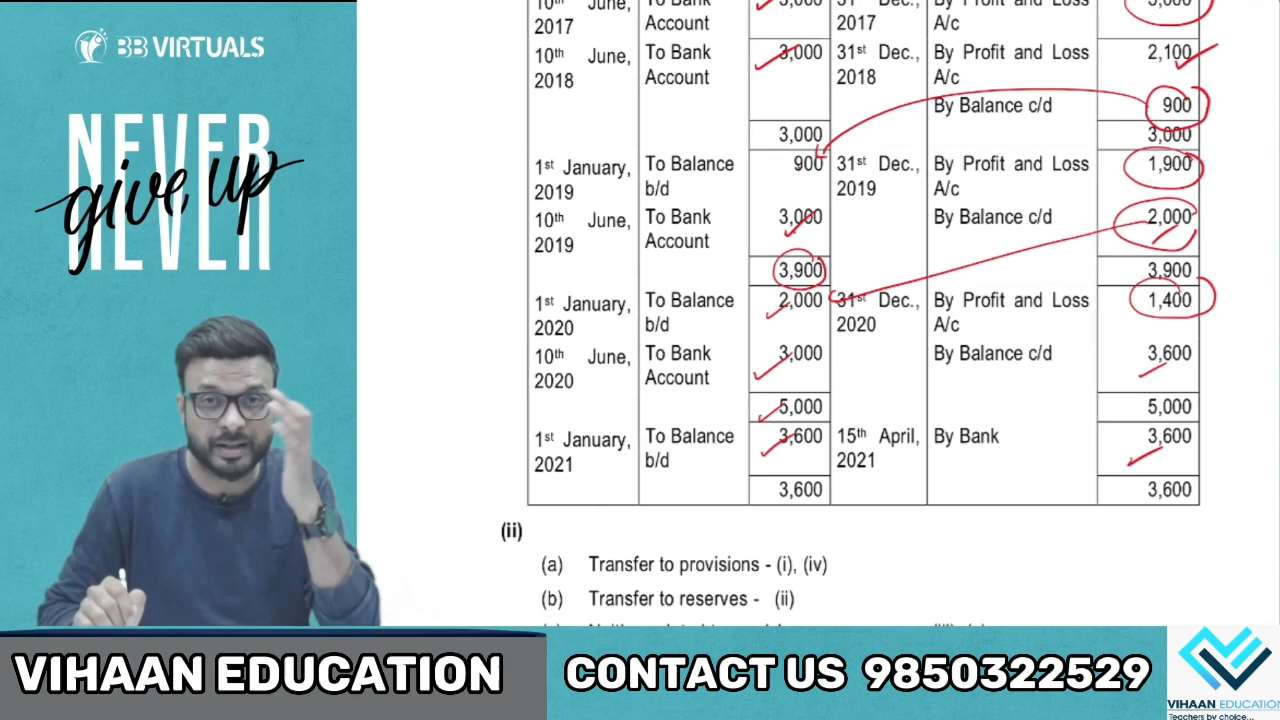 BB VIRTUALS
NEVER
give up
NEVER
10th June, To Bank 3,000 31st Dec., By Profit and Loss 3,000
2017 Account 2017 A/c
10th June, To Bank 3,000 31st Dec., By Profit and Loss 2,100
2018 Account 2018 A/c
By Balance c/d 900
3,000 3,000
1st January, To Balance 900 31st Dec., By Profit and Loss 1,900
2019 b/d 2019 A/c
10th June, To Bank 3,000 By Balance c/d 2,000
2019 Account
3,900 3,900
1st January, To Balance 2,000 31st Dec., By Profit and Loss 1,400
2020 b/d 2020 A/c
10th June, To Bank 3,000 By Balance c/d 3,600
2020 Account
5,000 5,000
1st January, To Balance 3,600 15th April, By Bank 3,600
2021 b/d 2021
3,600 3,600
(ii)
(a) Transfer to provisions - (i), (iv)
(b) Transfer to reserves - (ii)
VIHAAN EDUCATION
CONTACT US 9850322529
VIHAAN EDUCATION
Teachers by choice...